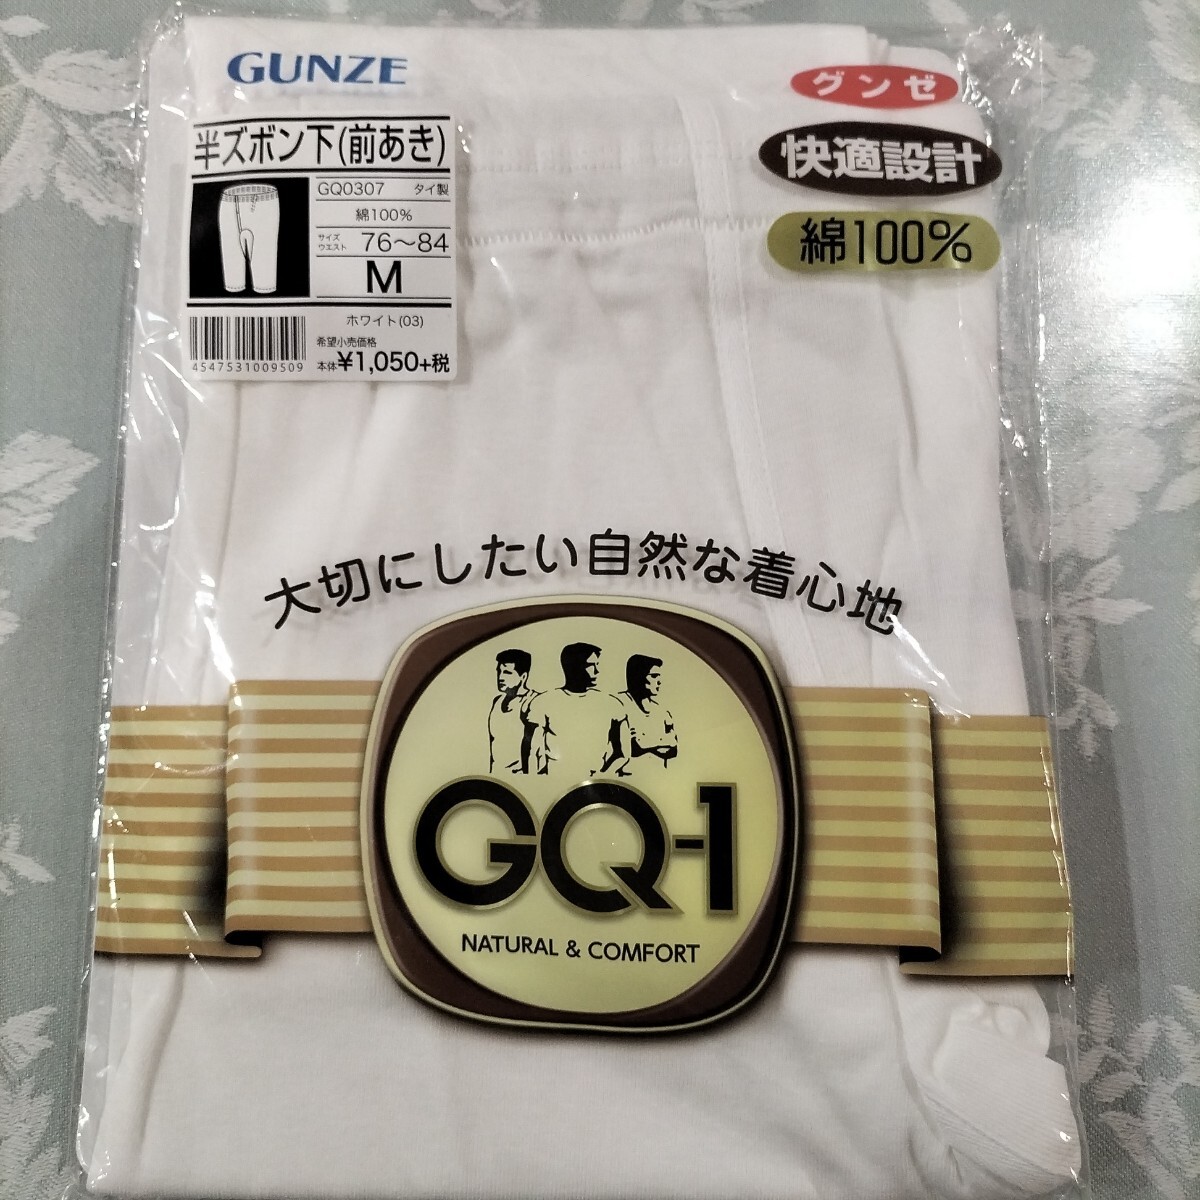 GUNZE
グンゼ
快適設計
綿100%
半ズボン下(前あき)
GQ0307 タイ製
綿100%
サイズ
ウエスト 76～84
M
ホワイト(03)
希望小売価格
本体¥1,050+税
4547531009509
大切にしたい自然な着心地
GQ-1
NATURAL & COMFORT